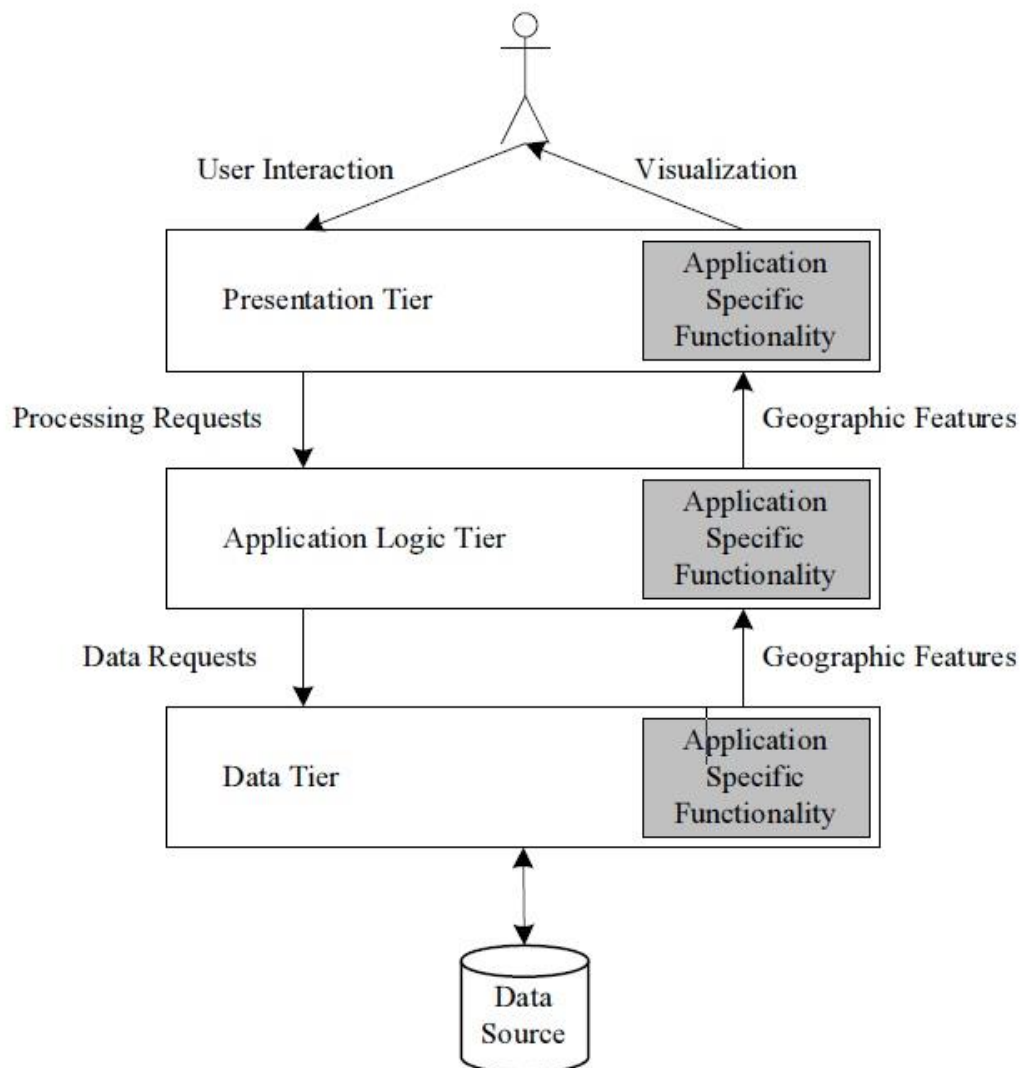 User Interaction
Visualization
Presentation Tier
Application
Specific
Functionality
Processing Requests
Geographic Features
Application Logic Tier
Application
Specific
Functionality
Data Requests
Geographic Features
Data Tier
Application
Specific
Functionality
Data
Source